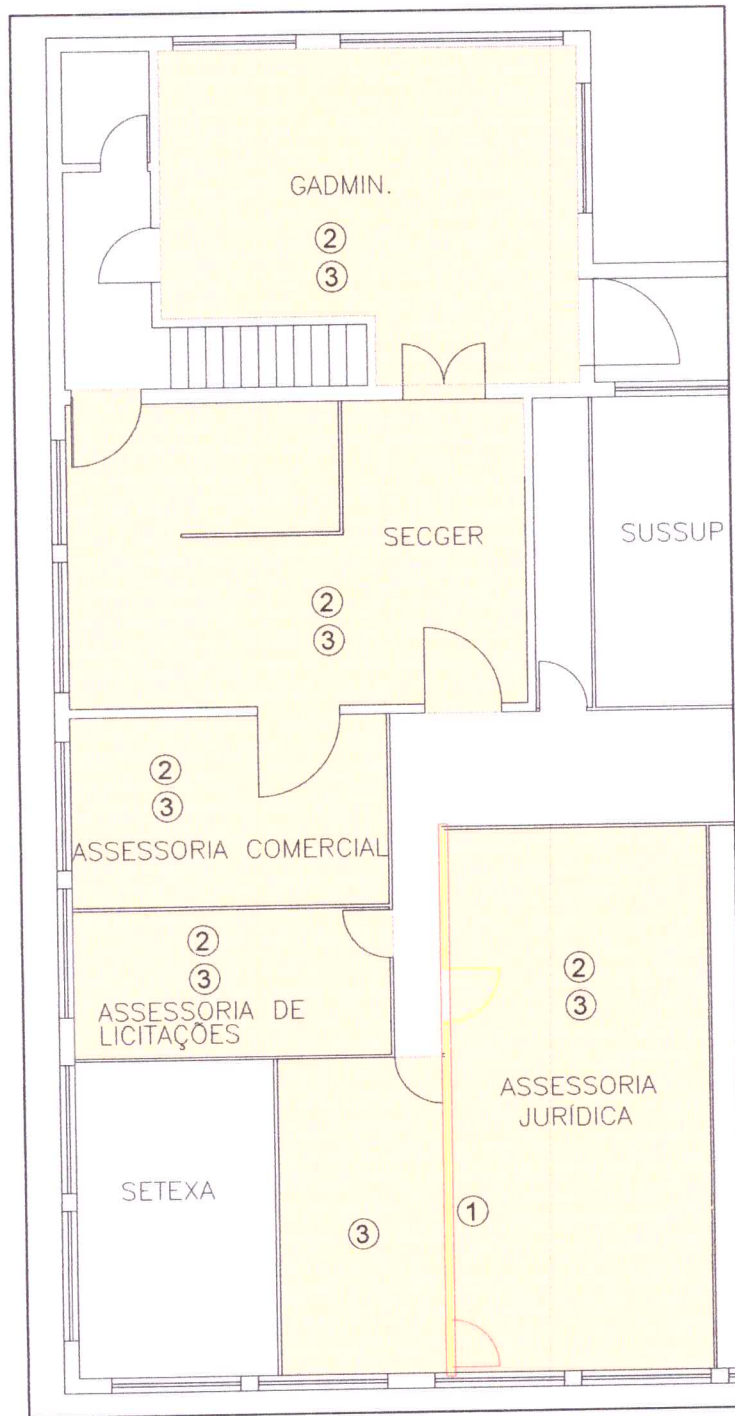 GADMIN.
②
③
SECGER
SUSSUP
②
③
②
③
ASSESSORIA COMERCIAL
②
③
ASSESSORIA DE
LICITAÇÕES
②
③
ASSESSORIA
JURÍDICA
SETEXA
③
①